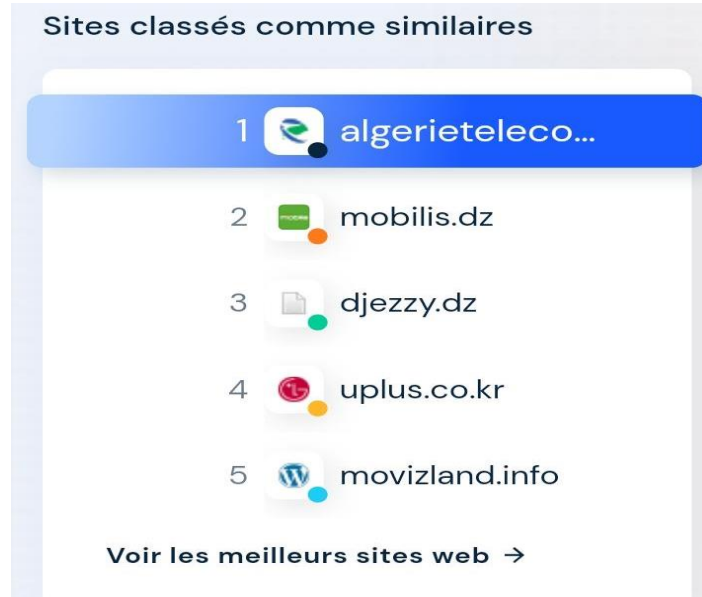 Sites classés comme similaires
1 algerieteleco...
2 mobilis.dz
3 djezzy.dz
4 uplus.co.kr
5 movizland.info
Voir les meilleurs sites web →